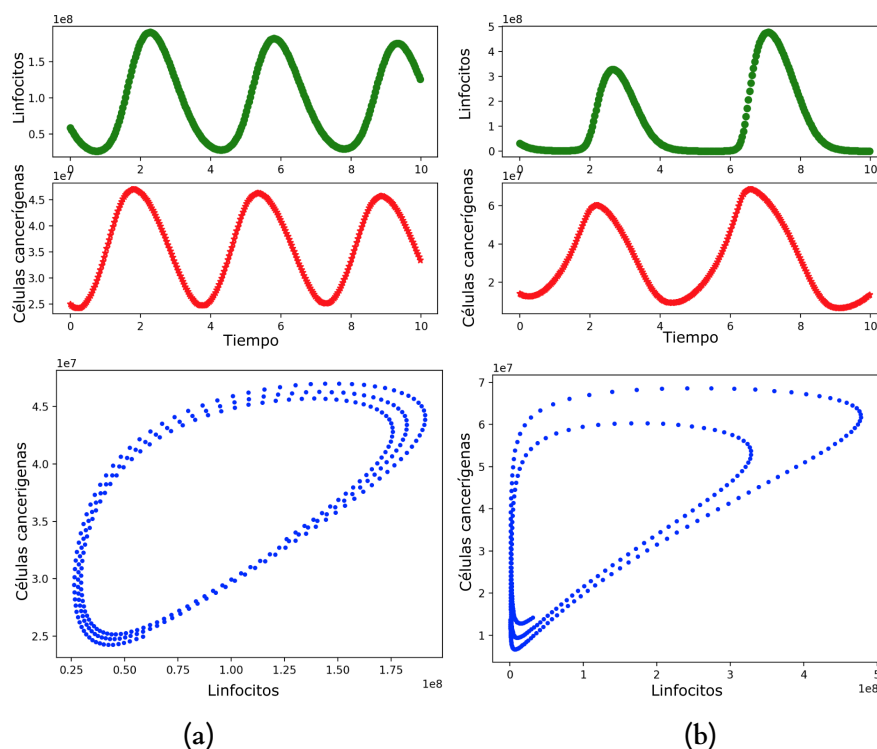 1e8
Linfocitos
1.5
1.0
0.5
0 2 4 6 8 10
1e7
Células cancerígenas
4.5
4.0
3.5
3.0
2.5
0 2 4 6 8 10
Tiempo
1e7
Células cancerígenas
4.5
4.0
3.5
3.0
2.5
0.25 0.50 0.75 1.00 1.25 1.50 1.75
1e8
Linfocitos
(a)
1e8
Linfocitos
5
4
3
2
1
0
0 2 4 6 8 10
1e7
Células cancerígenas
6
4
2
0 2 4 6 8 10
Tiempo
1e7
Células cancerígenas
7
6
5
4
3
2
1
0 1 2 3 4 5
1e8
Linfocitos
(b)